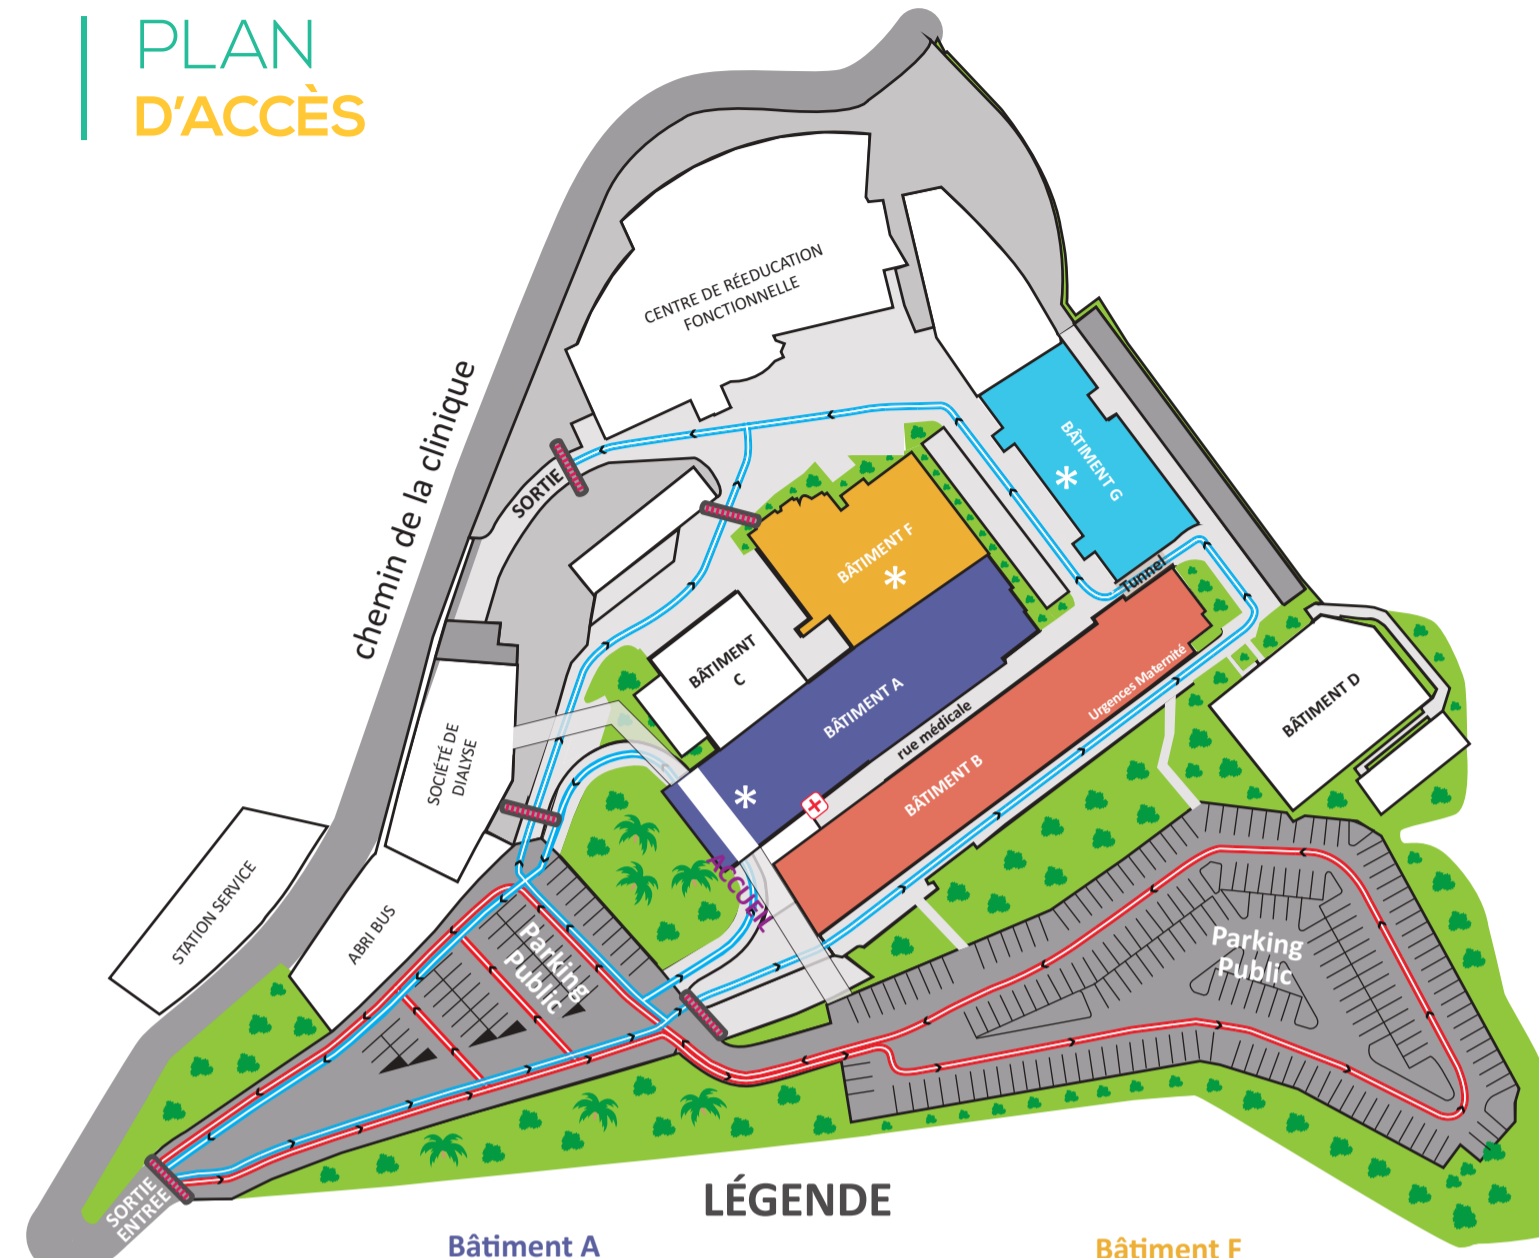 PLAN
D'ACCÈS
CENTRE DE RÉEDUCATION
FONCTIONNELLE
chemin de la clinique
SORTIE
BÂTIMENT G
*
BÂTIMENT F
*
Tunnel
BÂTIMENT
C
BÂTIMENT A
*
rue médicale
Urgences Maternité
BÂTIMENT B
BÂTIMENT D
SOCIÉTÉ DE
DIALYSE
STATION SERVICE
ABRI BUS
ACCUEIL
Parking
Public
Parking
Public
SORTIE
ENTREE
LÉGENDE
Bâtiment A
Bâtiment F